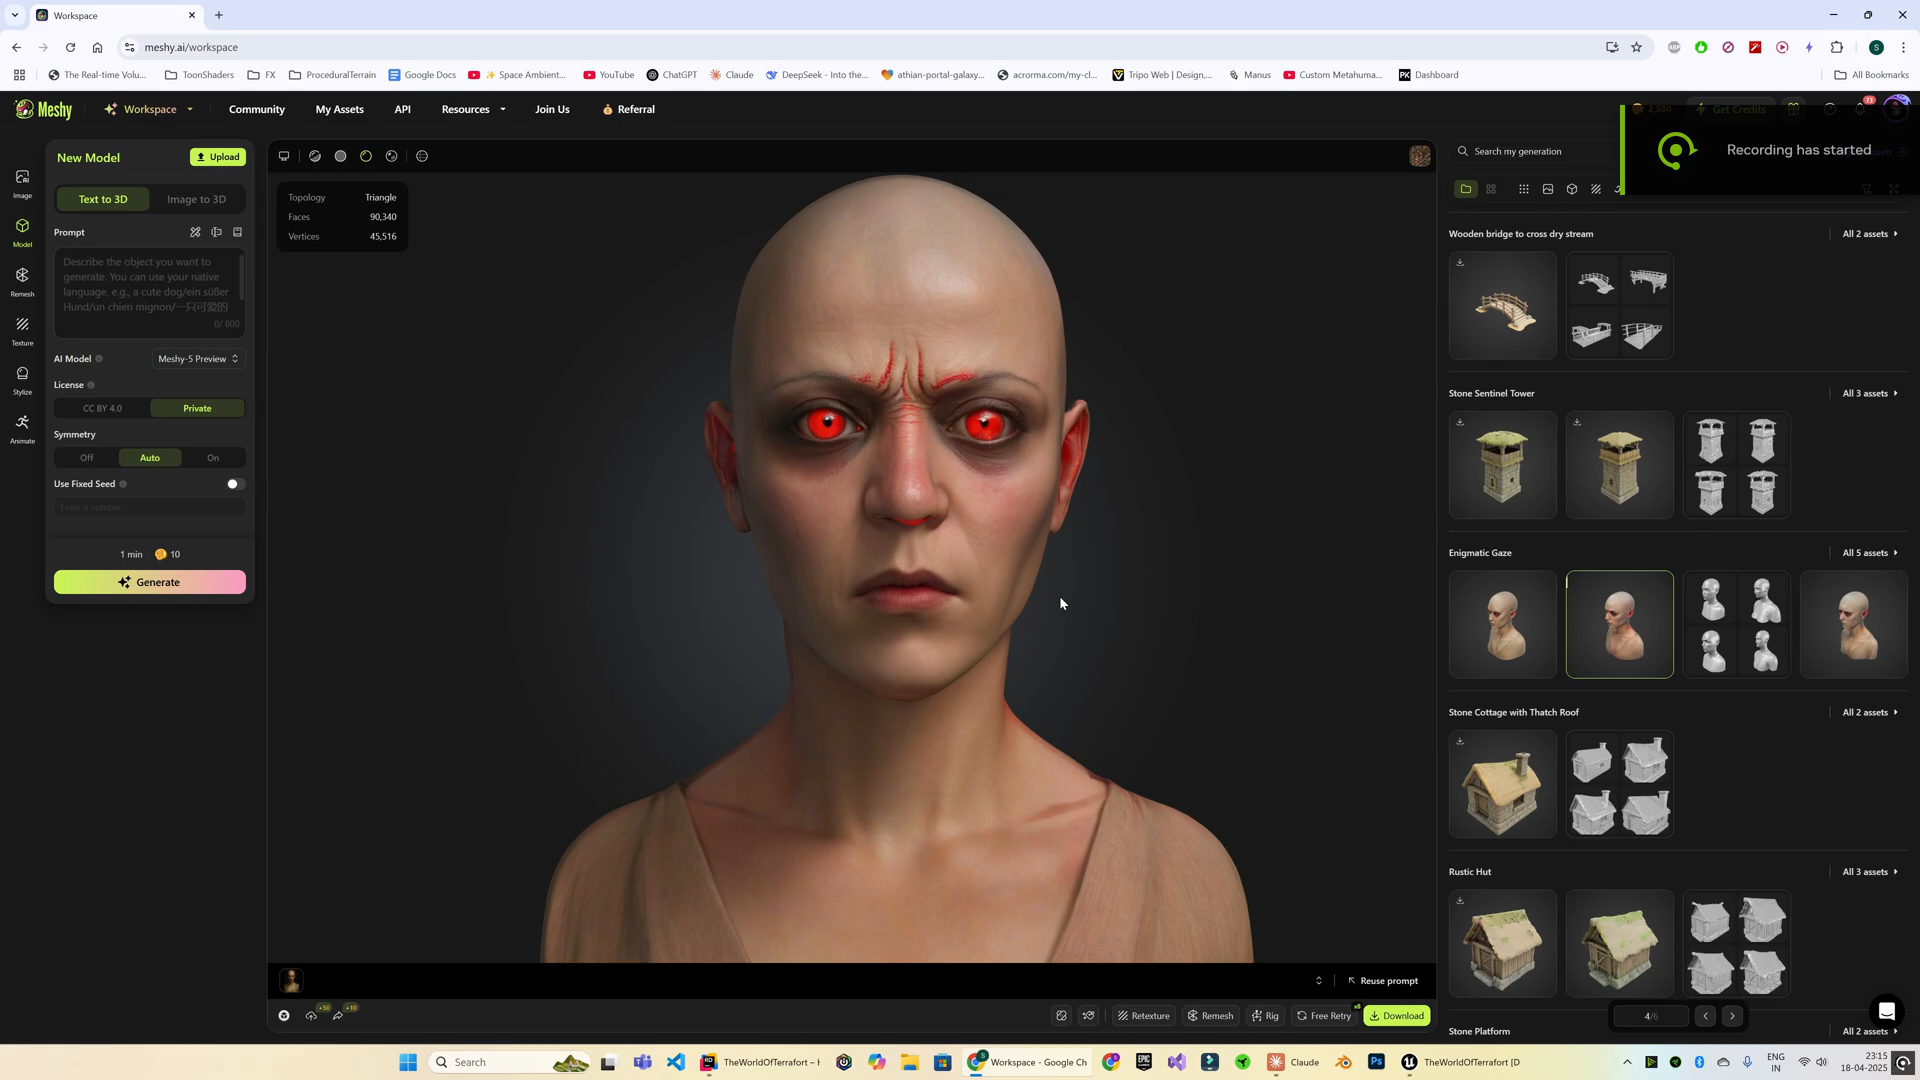 Workspace
meshy.ai/workspace
The Real-time Volu...
ToonShaders
FX
ProceduralTerrain
Google Docs
Space Ambient...
YouTube
ChatGPT
Claude
DeepSeek - Into the...
athian-portal-galaxy...
acrorma.com/my-cl...
Tripo Web | Design,...
Manus
Custom Metahuma...
Dashboard
All Bookmarks
Meshy
Workspace
Community
My Assets
API
Resources
Join Us
Referral
Get Credits
73
Recording has started
New Model
Upload
Text to 3D
Image to 3D
Prompt
Describe the object you want to
generate. You can use your native
language, e.g., a cute dog/ein süßer
Hund/un chien mignon/一只可爱的
0/ 800
AI Model
Meshy-5 Preview
License
CC BY 4.0
Private
Symmetry
Off
Auto
On
Use Fixed Seed
Enter a number
1 min
10
Generate
Image
Model
Remesh
Texture
Stylize
Animate
Topology
Triangle
Faces
90,340
Vertices
45,516
Reuse prompt
+50
+10
Retexture
Remesh
Rig
Free Retry
x8
Download
Search my generation
Wooden bridge to cross dry stream
All 2 assets
Stone Sentinel Tower
All 3 assets
Enigmatic Gaze
All 5 assets
Stone Cottage with Thatch Roof
All 2 assets
Rustic Hut
All 3 assets
4/6
Stone Platform
All 2 assets
Search
TheWorldOfTerrafort – 
Workspace - Google Ch
Claude
TheWorldOfTerrafort [D
ENG
IN
23:15
18-04-2025